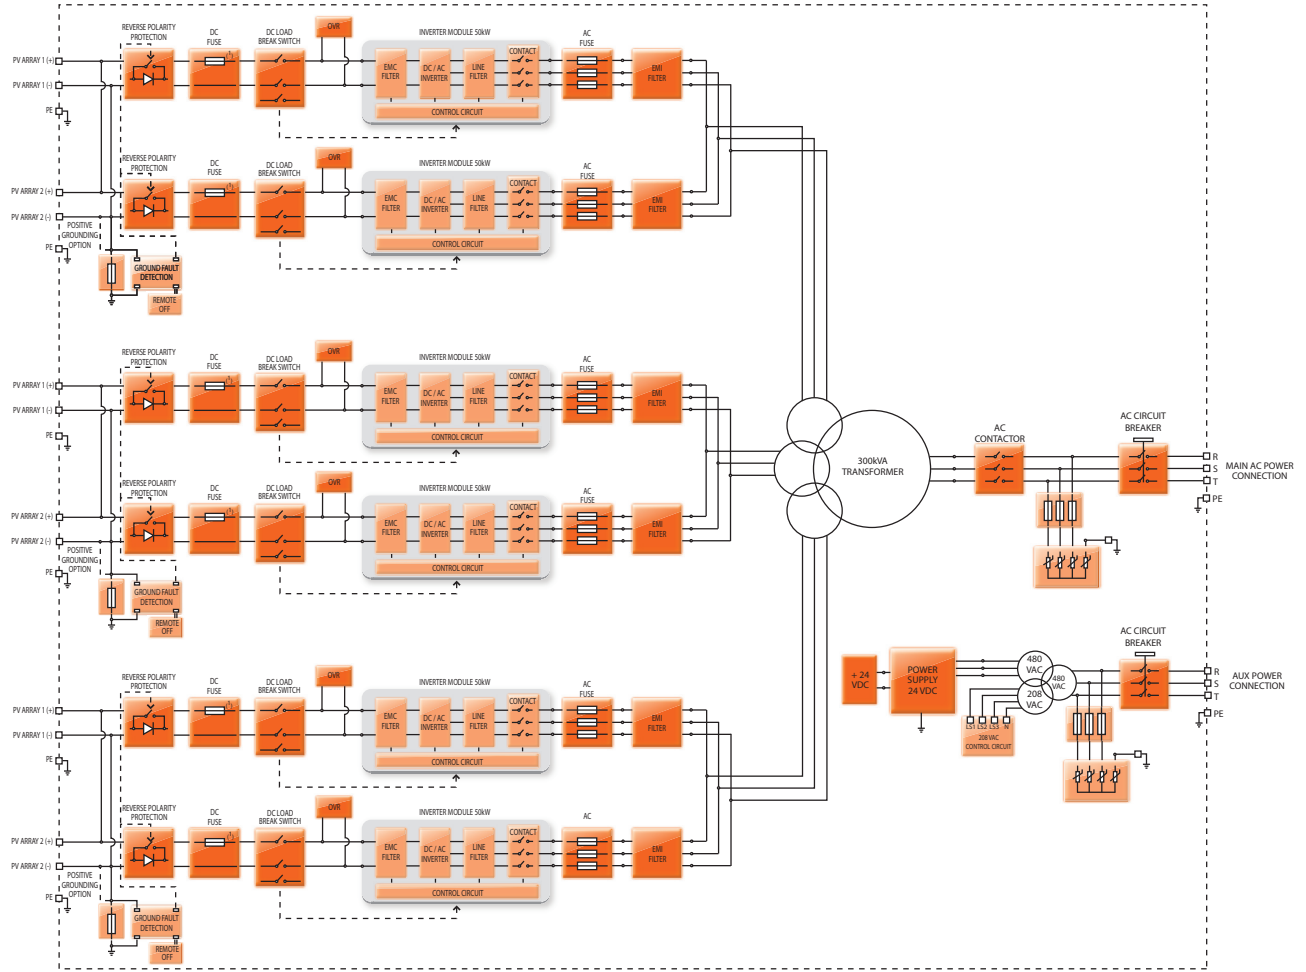 REVERSE POLARITY
PROTECTION
DC
FUSE
DC LOAD
BREAK SWITCH
OVR
INVERTER MODULE 50kW
AC
FUSE
PV ARRAY 1 (+)
PV ARRAY 1 (-)
PE
EMC
FILTER
DC / AC
INVERTER
LINE
FILTER
CONTACT
CONTROL CIRCUIT
EMI
FILTER
REVERSE POLARITY
PROTECTION
DC
FUSE
DC LOAD
BREAK SWITCH
OVR
INVERTER MODULE 50kW
AC
FUSE
PV ARRAY 2 (+)
PV ARRAY 2 (-)
POSITIVE
GROUNDING
OPTION
PE
EMC
FILTER
DC / AC
INVERTER
LINE
FILTER
CONTACT
CONTROL CIRCUIT
EMI
FILTER
GROUND FAULT
DETECTION
REMOTE
OFF
REVERSE POLARITY
PROTECTION
DC
FUSE
DC LOAD
BREAK SWITCH
OVR
INVERTER MODULE 50kW
AC
FUSE
PV ARRAY 1 (+)
PV ARRAY 1 (-)
PE
EMC
FILTER
DC / AC
INVERTER
LINE
FILTER
CONTACT
CONTROL CIRCUIT
EMI
FILTER
REVERSE POLARITY
PROTECTION
DC
FUSE
DC LOAD
BREAK SWITCH
OVR
INVERTER MODULE 50kW
AC
FUSE
PV ARRAY 2 (+)
PV ARRAY 2 (-)
POSITIVE
GROUNDING
OPTION
PE
EMC
FILTER
DC / AC
INVERTER
LINE
FILTER
CONTACT
CONTROL CIRCUIT
EMI
FILTER
GROUND FAULT
DETECTION
REMOTE
OFF
REVERSE POLARITY
PROTECTION
DC
FUSE
DC LOAD
BREAK SWITCH
OVR
INVERTER MODULE 50kW
AC
FUSE
PV ARRAY 1 (+)
PV ARRAY 1 (-)
PE
EMC
FILTER
DC / AC
INVERTER
LINE
FILTER
CONTACT
CONTROL CIRCUIT
EMI
FILTER
REVERSE POLARITY
PROTECTION
DC
FUSE
DC LOAD
BREAK SWITCH
OVR
INVERTER MODULE 50kW
AC
PV ARRAY 2 (+)
PV ARRAY 2 (-)
POSITIVE
GROUNDING
OPTION
PE
EMC
FILTER
DC / AC
INVERTER
LINE
FILTER
CONTACT
CONTROL CIRCUIT
EMI
FILTER
GROUND FAULT
DETECTION
REMOTE
OFF
300kVA
TRANSFORMER
AC
CONTACTOR
AC CIRCUIT
BREAKER
R
S
T
PE
MAIN AC POWER
CONNECTION
AC CIRCUIT
BREAKER
+ 24
VDC
POWER
SUPPLY
24 VDC
480
VAC
480
VAC
208
VAC
LS1 LS2 LS3 N
208 VAC
CONTROL CIRCUIT
R
S
T
PE
AUX POWER
CONNECTION